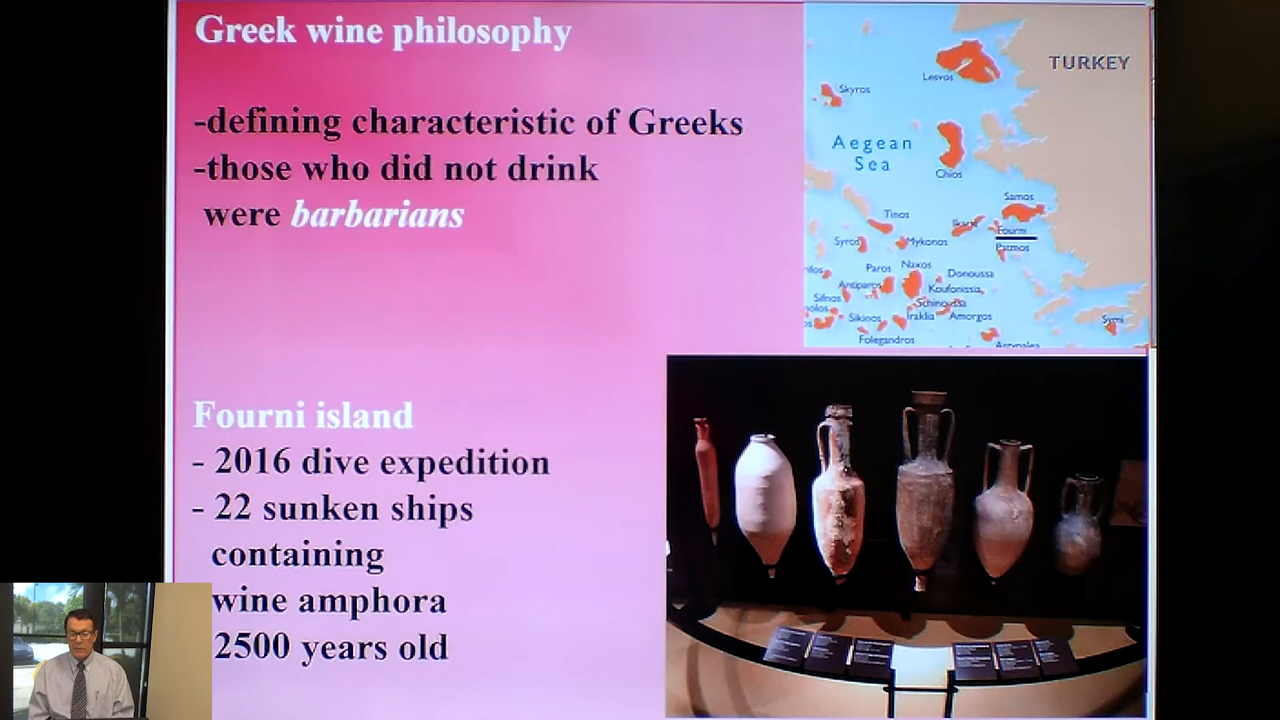 Greek wine philosophy
-defining characteristic of Greeks
-those who did not drink
were barbarians
Fourni island
- 2016 dive expedition
- 22 sunken ships
containing
wine amphora
2500 years old
TURKEY
Lesvos
Skyros
Aegean
Sea
Chios
Samos
Tinos
Fourni
Syros
Mykonos
Patmos
Paros
Naxos
Donoussa
Antiparos
Koufonissia
Sifnos
Schinoussa
Sikinos
Iraklia
Amorgos
Symi
Folegandros